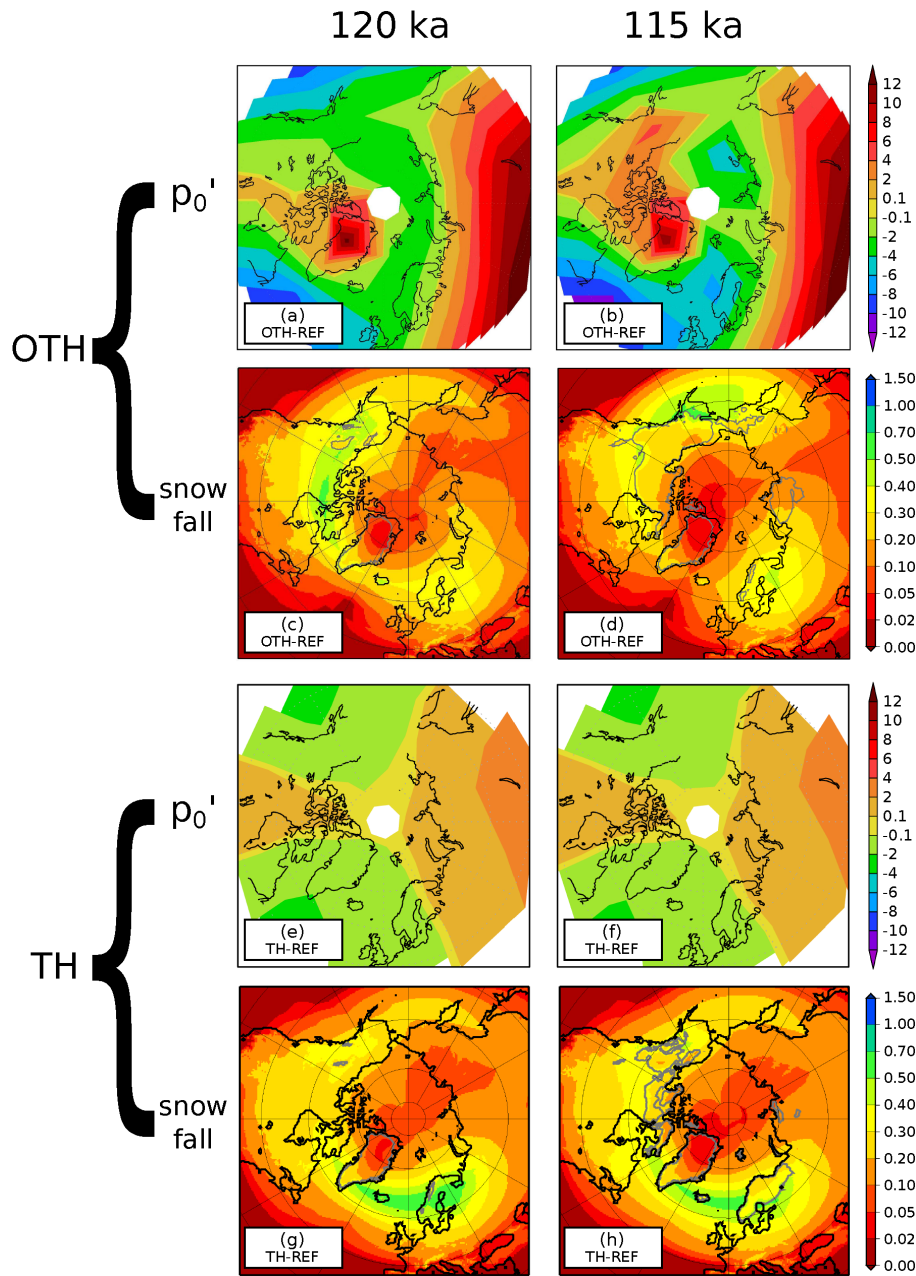 120 ka
115 ka
OTH
p0'
(a)
OTH-REF
(b)
OTH-REF
12
10
8
6
4
2
0.1
-0.1
-2
-4
-6
-8
-10
-12
snow
fall
(c)
OTH-REF
(d)
OTH-REF
1.50
1.00
0.70
0.50
0.40
0.30
0.20
0.10
0.05
0.02
0.00
TH
p0'
(e)
TH-REF
(f)
TH-REF
12
10
8
6
4
2
0.1
-0.1
-2
-4
-6
-8
-10
-12
snow
fall
(g)
TH-REF
(h)
TH-REF
1.50
1.00
0.70
0.50
0.40
0.30
0.20
0.10
0.05
0.02
0.00